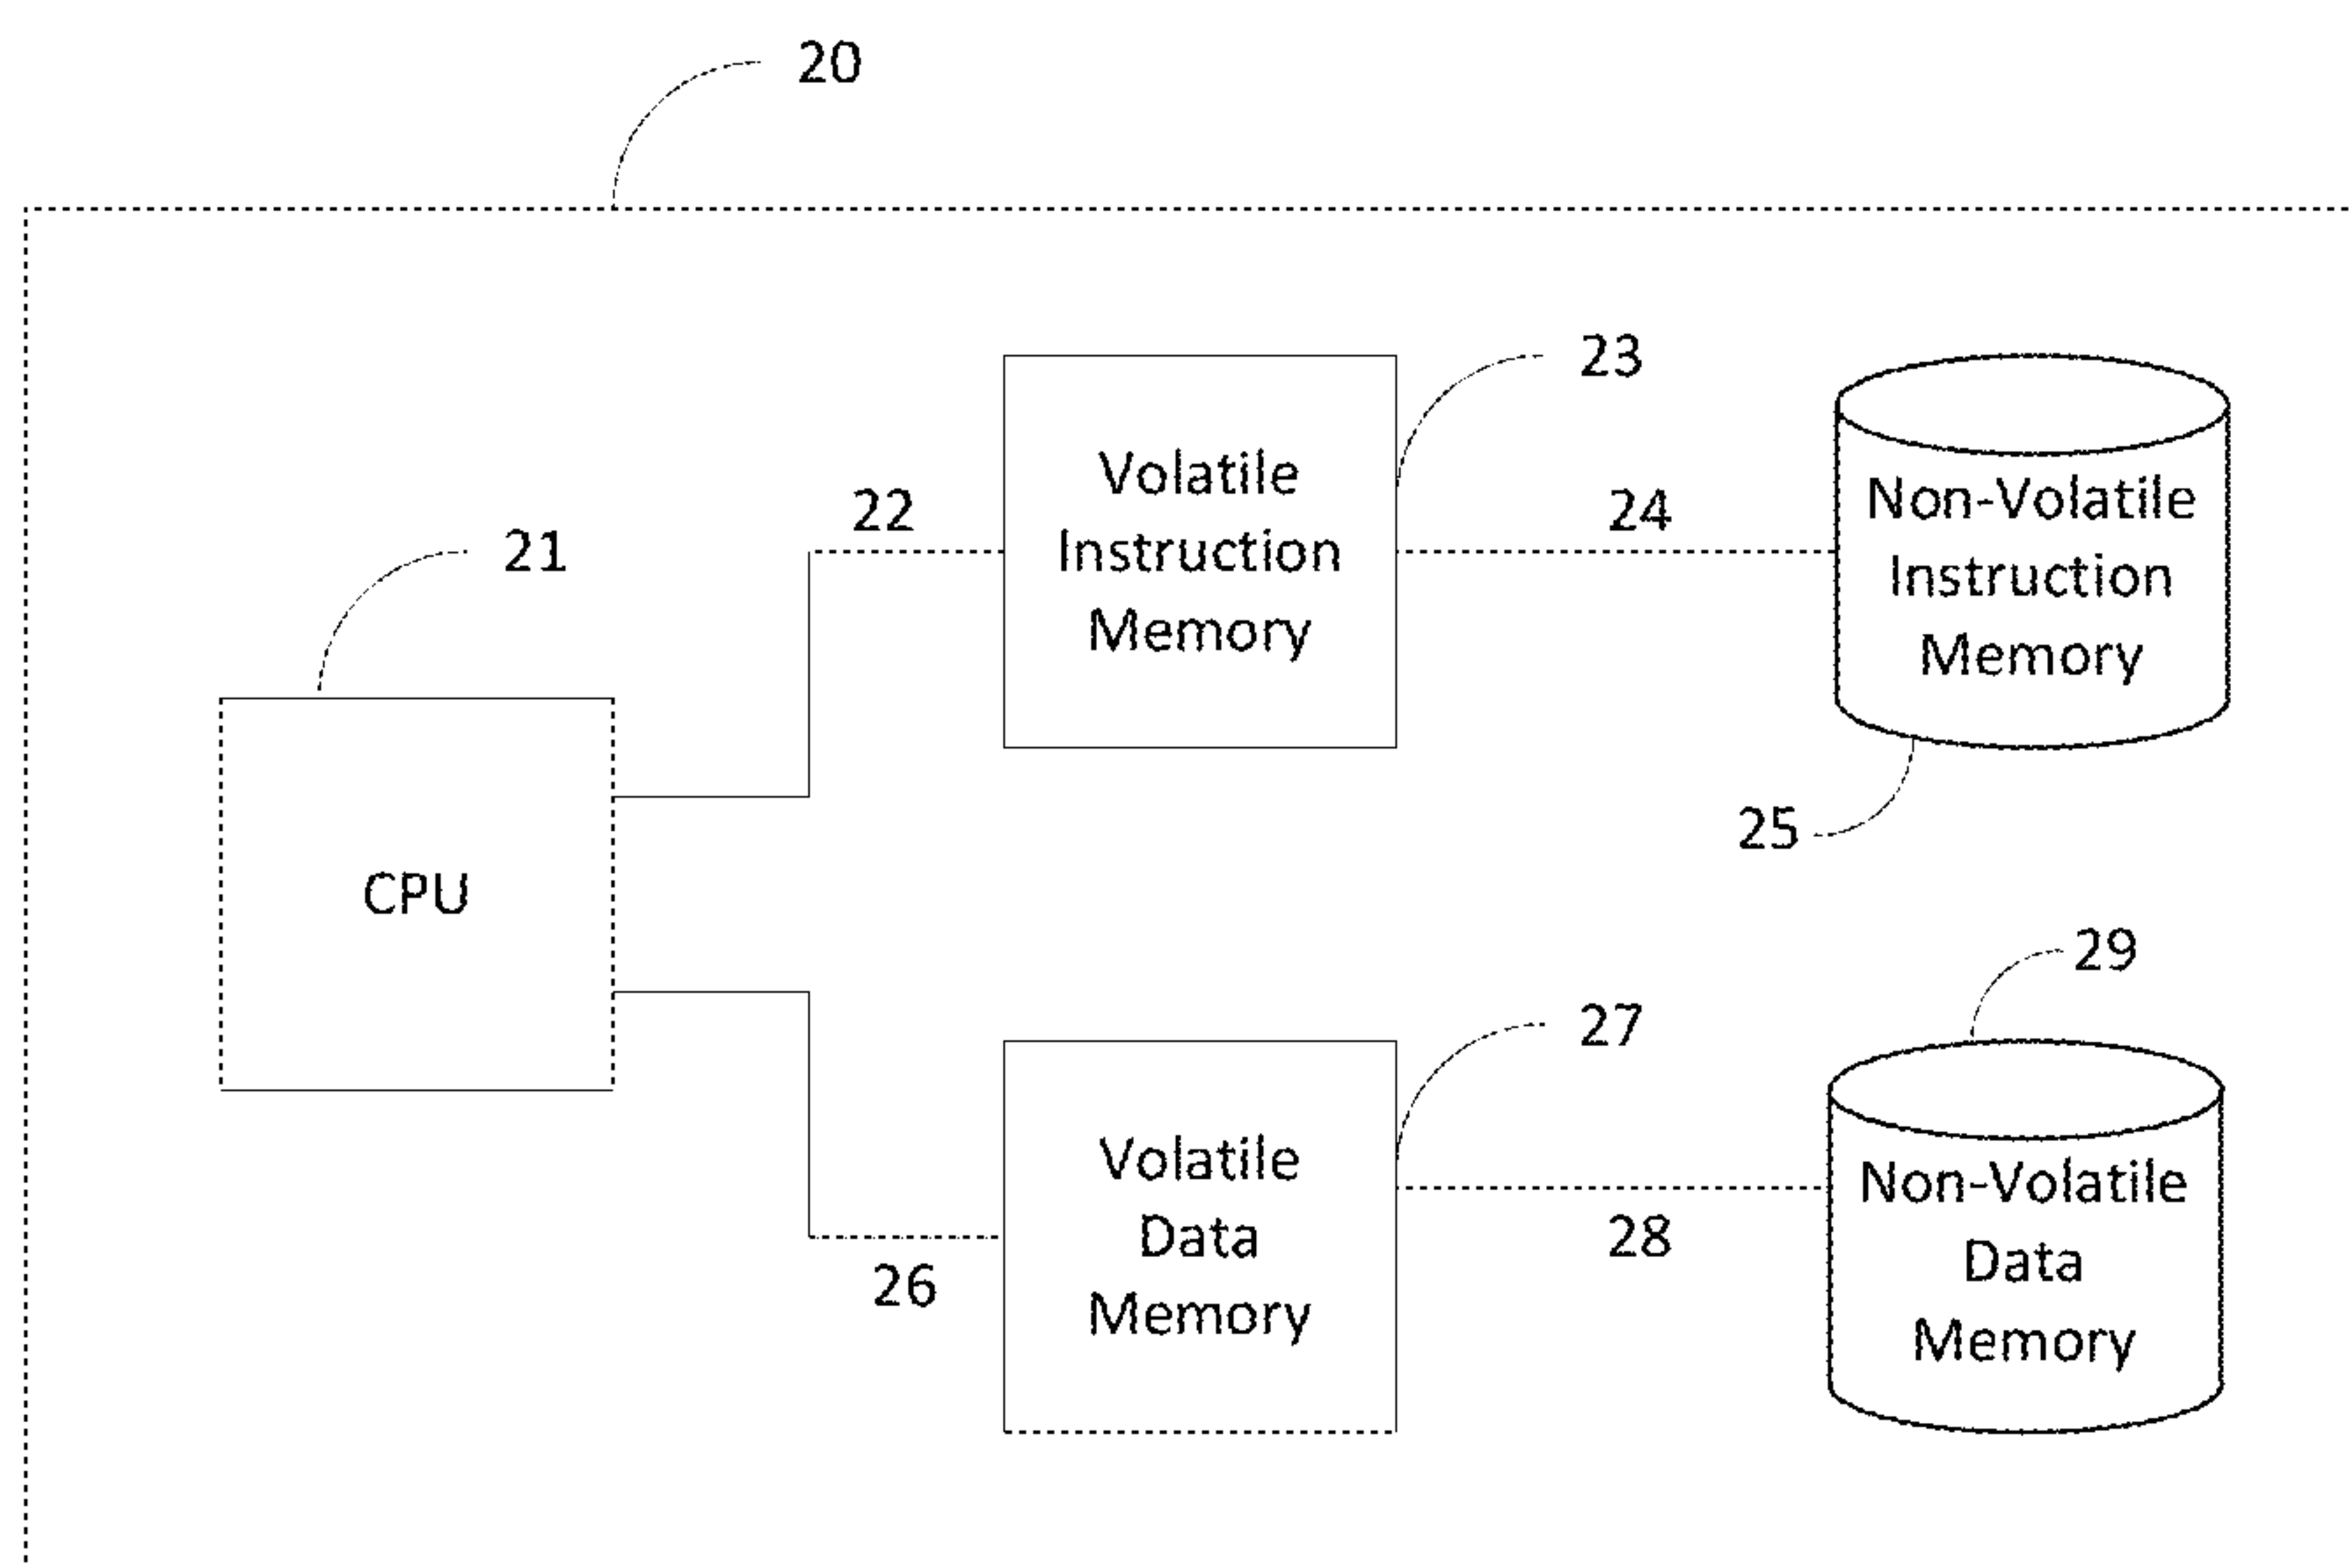 20
23
Volatile
Instruction
Memory
22
24
Non-Volatile
Instruction
Memory
21
25
CPU
29
27
Volatile
Data
Memory
26
28
Non-Volatile
Data
Memory